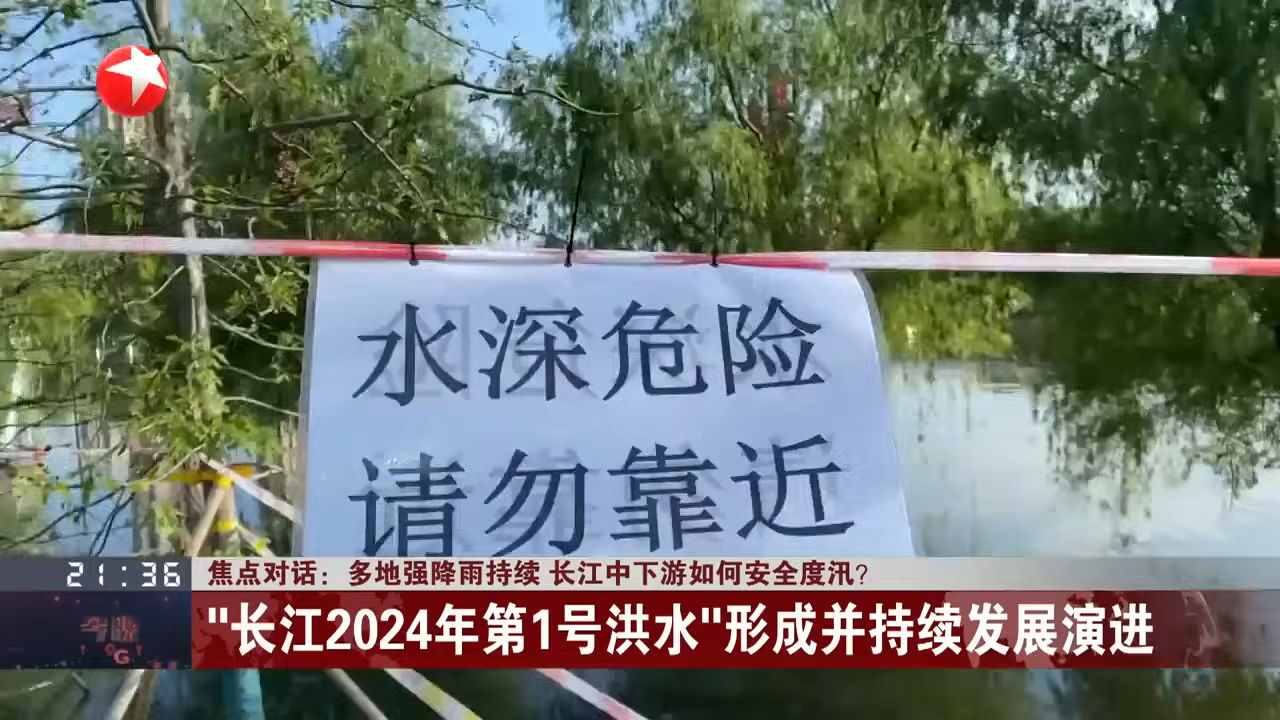 水深危险
请勿靠近
21:36
焦点对话：多地强降雨持续 长江中下游如何安全度汛？
"长江2024年第1号洪水"形成并持续发展演进